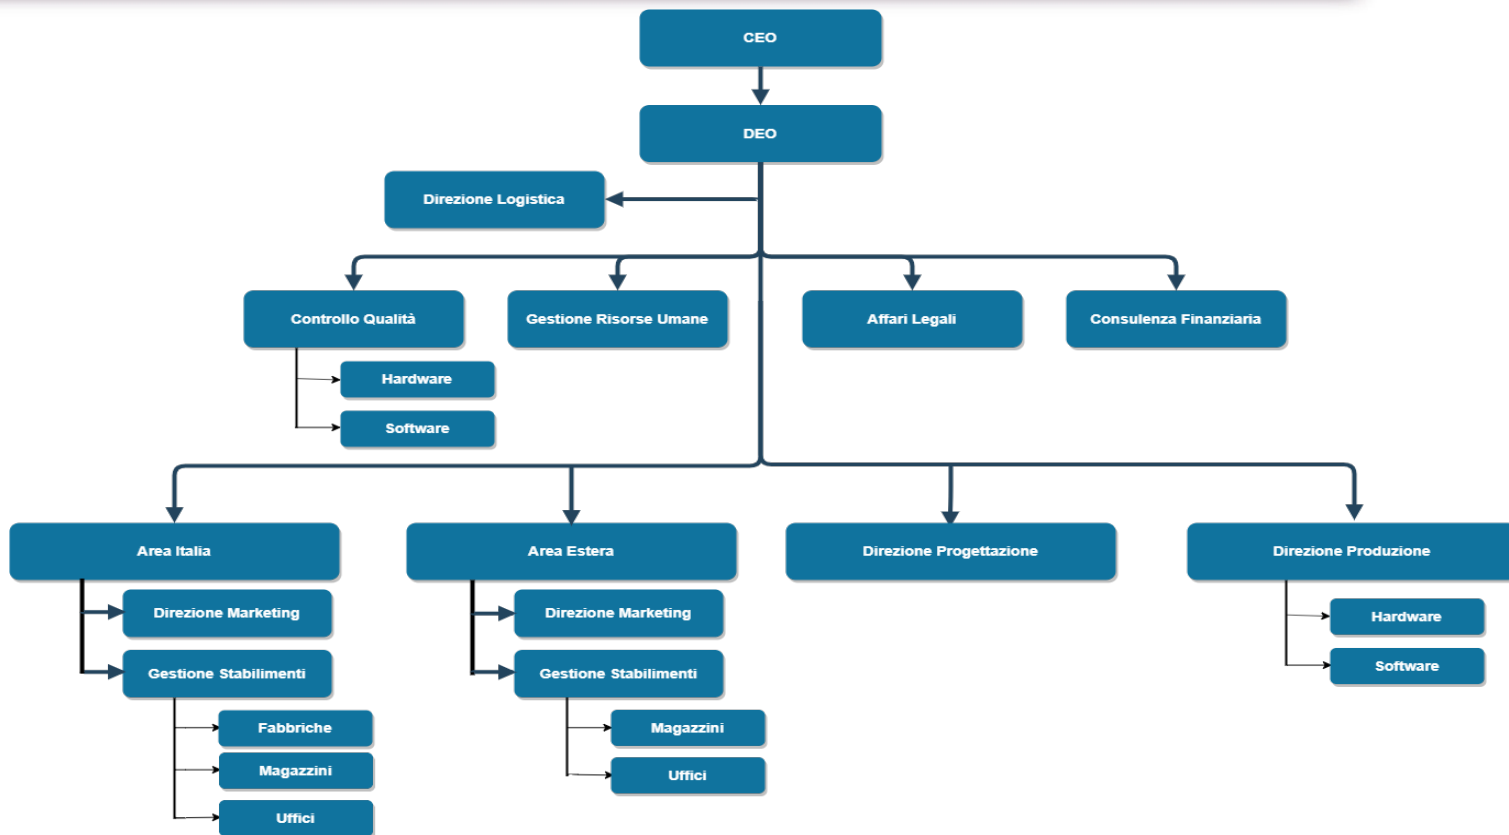 CEO
DEO
Direzione Logistica
Controllo Qualità
Gestione Risorse Umane
Affari Legali
Consulenza Finanziaria
Hardware
Software
Area Italia
Area Estera
Direzione Progettazione
Direzione Produzione
Direzione Marketing
Gestione Stabilimenti
Fabbriche
Magazzini
Uffici
Direzione Marketing
Gestione Stabilimenti
Magazzini
Uffici
Hardware
Software